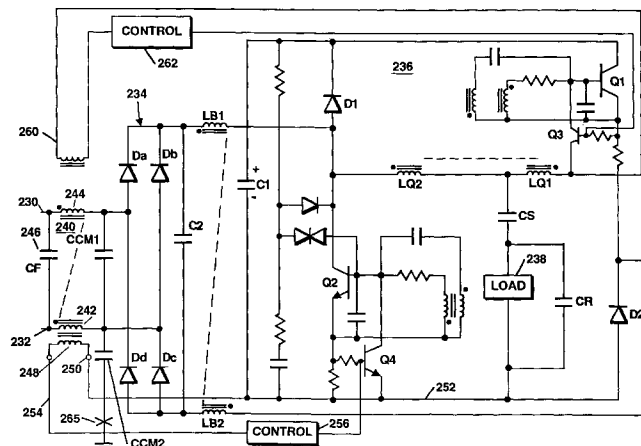 CONTROL
262
236
Q1
234
LB1
D1
Q3
260
Da
Db
LQ2
LQ1
244
+
C1
-
230
240
246
CCM1
C2
CS
CF
238
Q2
LOAD
CR
D2
242
232
Dd
Dc
Q4
248
250
252
254
265
LB2
CONTROL
256
CCM2